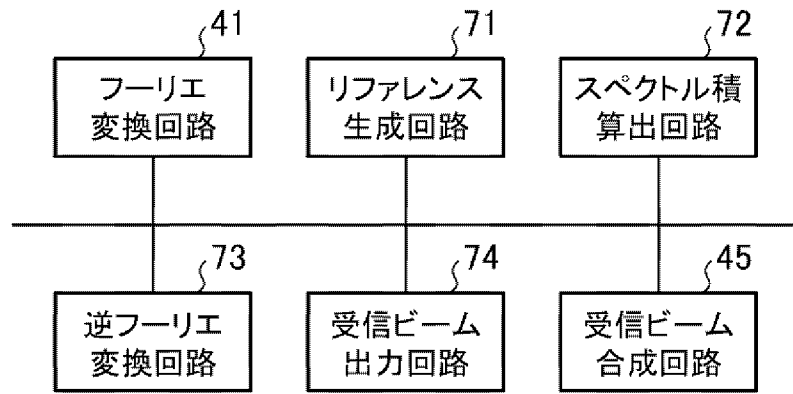 41
フーリエ
変換回路
71
リファレンス
生成回路
72
スペクトル積
算出回路
73
逆フーリエ
変換回路
74
受信ビーム
出力回路
45
受信ビーム
合成回路